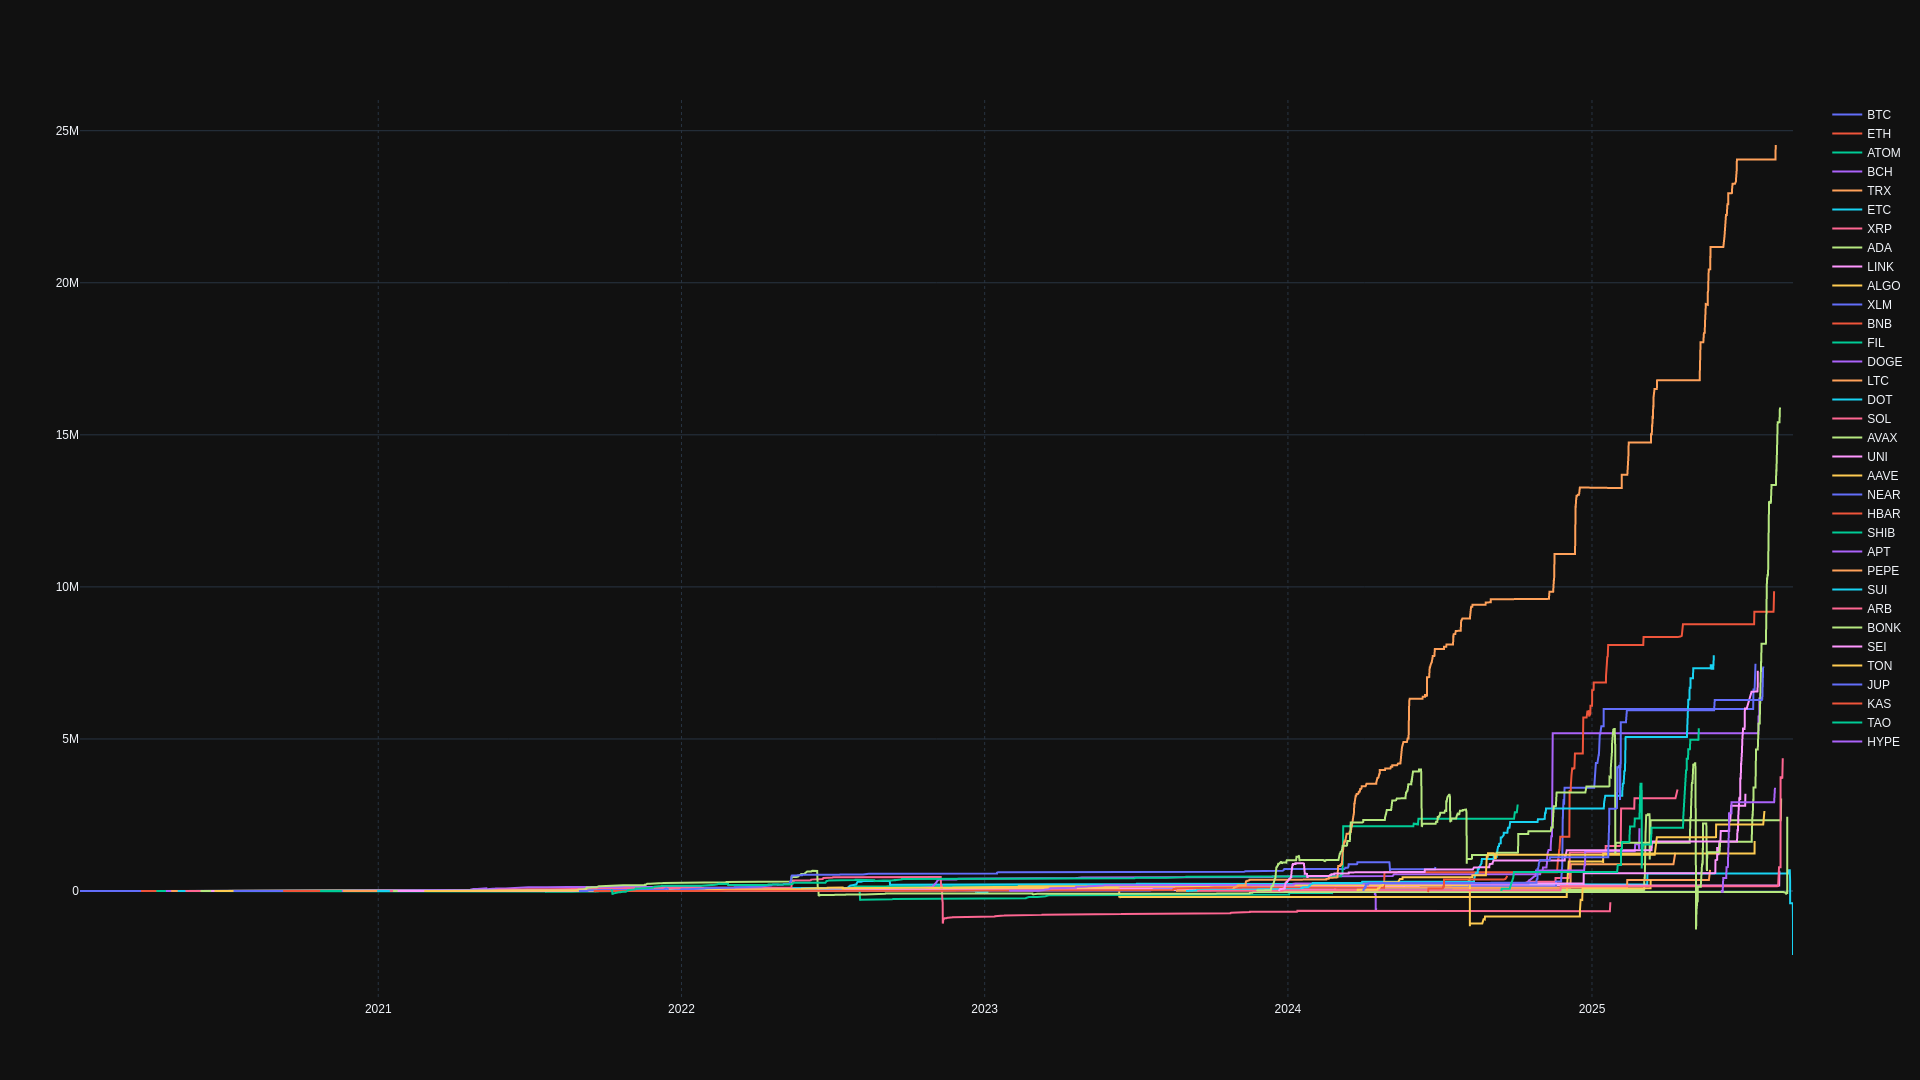 25M
20M
15M
10M
5M
0
2021
2022
2023
2024
2025
BTC
ETH
ATOM
BCH
TRX
ETC
XRP
ADA
LINK
ALGO
XLM
BNB
FIL
DOGE
LTC
DOT
SOL
AVAX
UNI
AAVE
NEAR
HBAR
SHIB
APT
PEPE
SUI
ARB
BONK
SEI
TON
JUP
KAS
TAO
HYPE